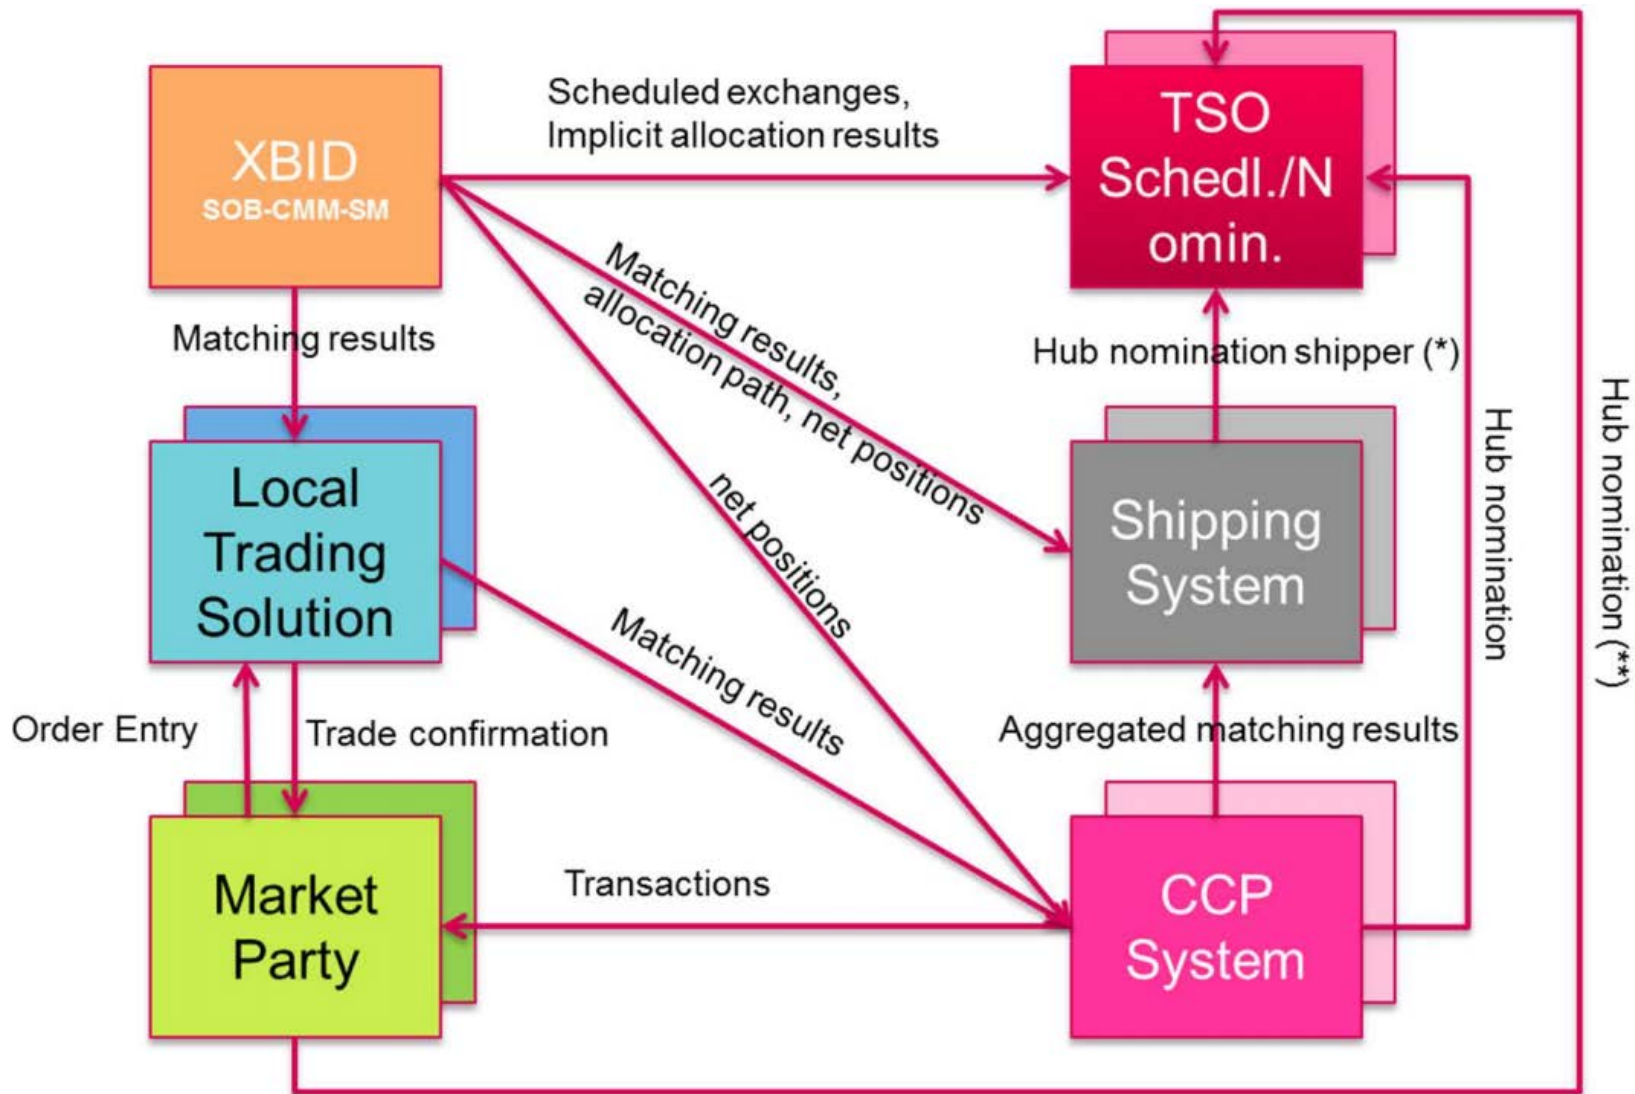 Scheduled exchanges,
Implicit allocation results
XBID
SOB-CMM-SM
TSO
Schedl./N
omin.
Matching results
Matching results,
allocation path, net positions
net positions
Hub nomination shipper (*)
Hub nomination
Hub nomination (**)
Local
Trading
Solution
Shipping
System
Matching results
Order Entry
Trade confirmation
Aggregated matching results
Market
Party
Transactions
CCP
System